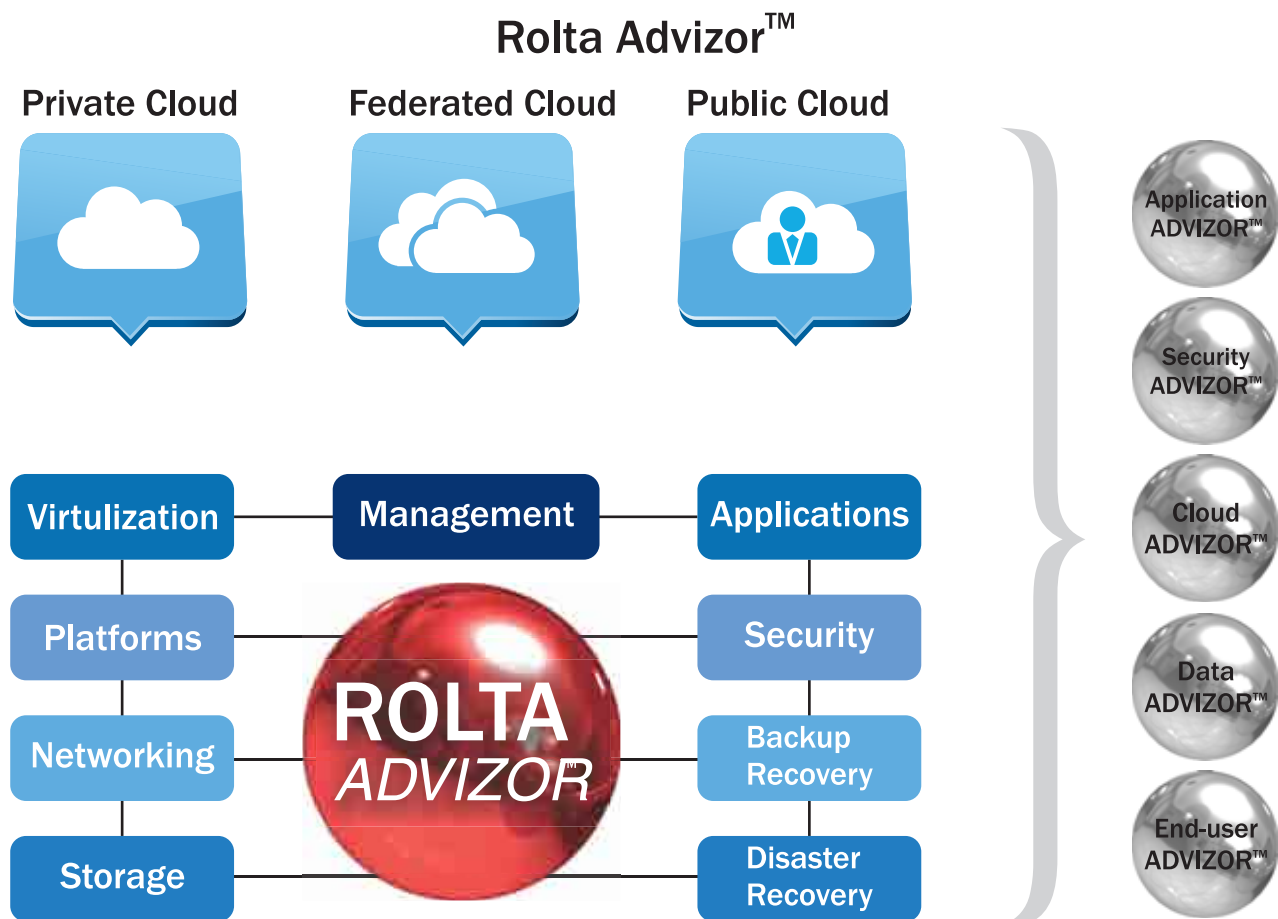 Rolta Advizor™
Private Cloud
Federated Cloud
Public Cloud
Virtulization
Management
Applications
Platforms
Security
Networking
Backup
Recovery
Storage
Disaster
Recovery
ROLTA
ADVIZOR™
Application
ADVIZOR™
Security
ADVIZOR™
Cloud
ADVIZOR™
Data
ADVIZOR™
End-user
ADVIZOR™